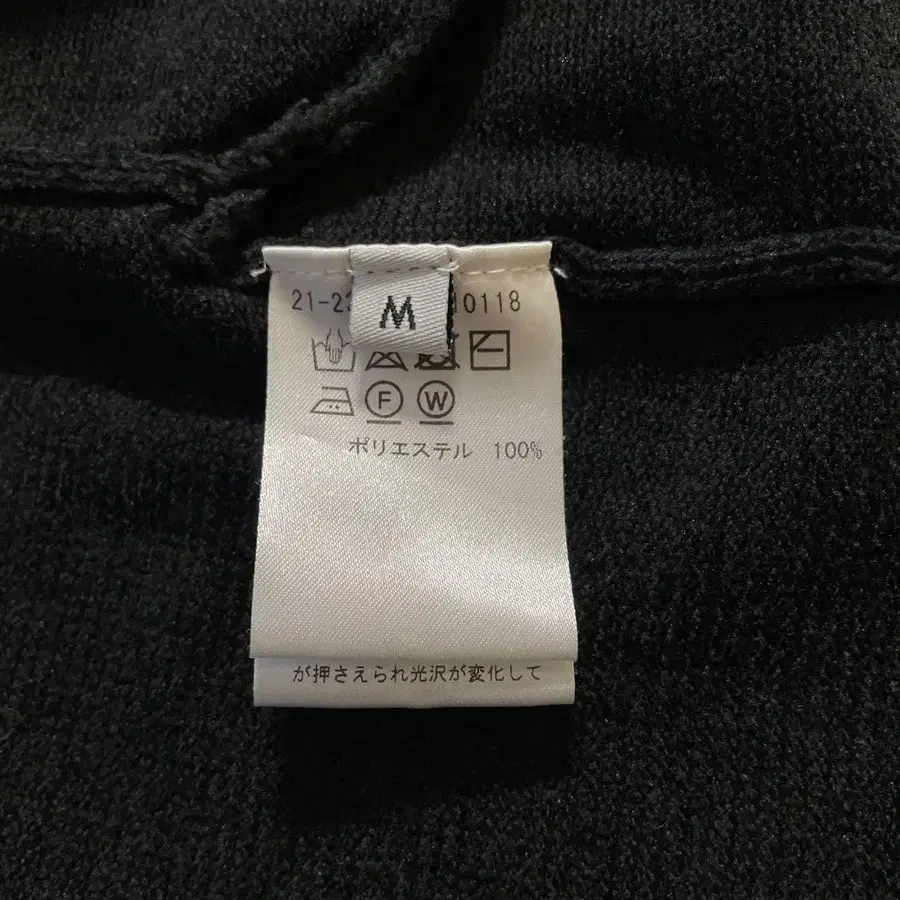 M
21-2 0118
F W
ポリエステル 100%
が押さえられ光沢が変化して